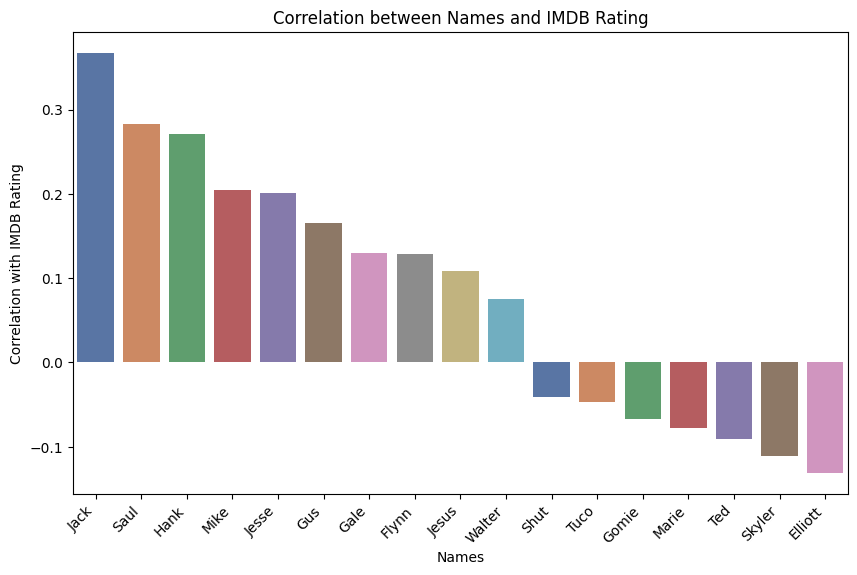 Correlation between Names and IMDB Rating
Correlation with IMDB Rating
0.3
0.2
0.1
0.0
−0.1
Jack
Saul
Hank
Mike
Jesse
Gus
Gale
Flynn
Jesus
Walter
Shut
Tuco
Gomie
Marie
Ted
Skyler
Elliott
Names